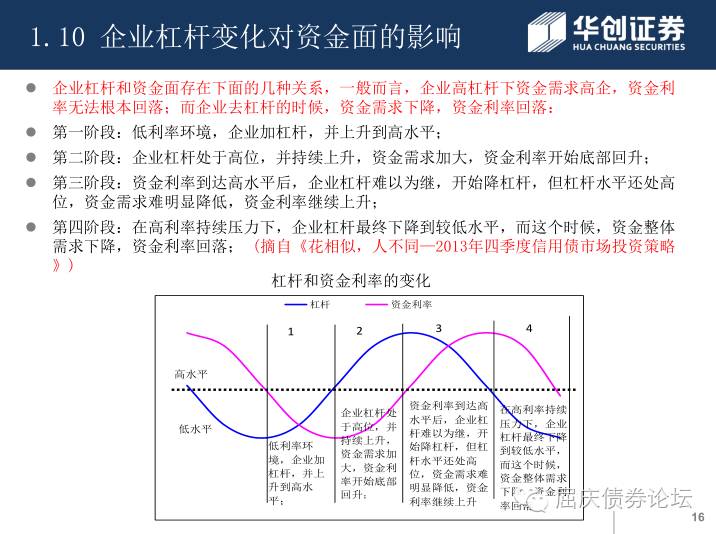 1.10 企业杠杆变化对资金面的影响
华创证券
HUA CHUANG SECURITIES
企业杠杆和资金面存在下面的几种关系，一般而言，企业高杠杆下资金需求高企，资金利
率无法根本回落；而企业去杠杆的时候，资金需求下降，资金利率回落：
第一阶段：低利率环境，企业加杠杆，并上升到高水平；
第二阶段：企业杠杆处于高位，并持续上升，资金需求加大，资金利率开始底部回升；
第三阶段：资金利率到达高水平后，企业杠杆难以为继，开始降杠杆，但杠杆水平还处高
位，资金需求难明显降低，资金利率继续上升；
第四阶段：在高利率持续压力下，企业杠杆最终下降到较低水平，而这个时候，资金整体
需求下降，资金利率回落；（摘自《花相似，人不同—2013年四季度信用债市场投资策略
》）
杠杆和资金利率的变化
杠杆
资金利率
1
2
3
4
高水平
低水平
低利率环
境，企业加
杠杆，并上
升到高水
平；
企业杠杆处
于高位，并
持续上升，
资金需求加
大，资金利
率开始底部
回升；
资金利率到达高
水平后，企业杠
杆难以为继，开
始降杠杆，但杠
杆水平还处高
位，资金需求难
明显降低，资金
利率继续上升
在高利率持续
压力下，企业
杠杆最终下降
到较低水平，
而这个时候，
资金整体需求
下降，资金利
率回落
屈庆债券论坛
16